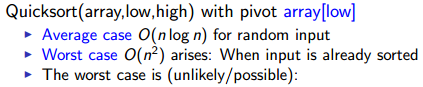 Quicksort(array,low,high) with pivot array[low]
▶ Average case O(n log n) for random input
▶ Worst case O(n²) arises: When input is already sorted
▶ The worst case is (unlikely/possible):